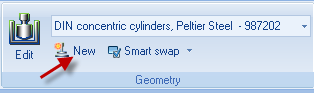 DIN concentric cylinders, Peltier Steel - 987202
Edit
New
Smart swap
Geometry